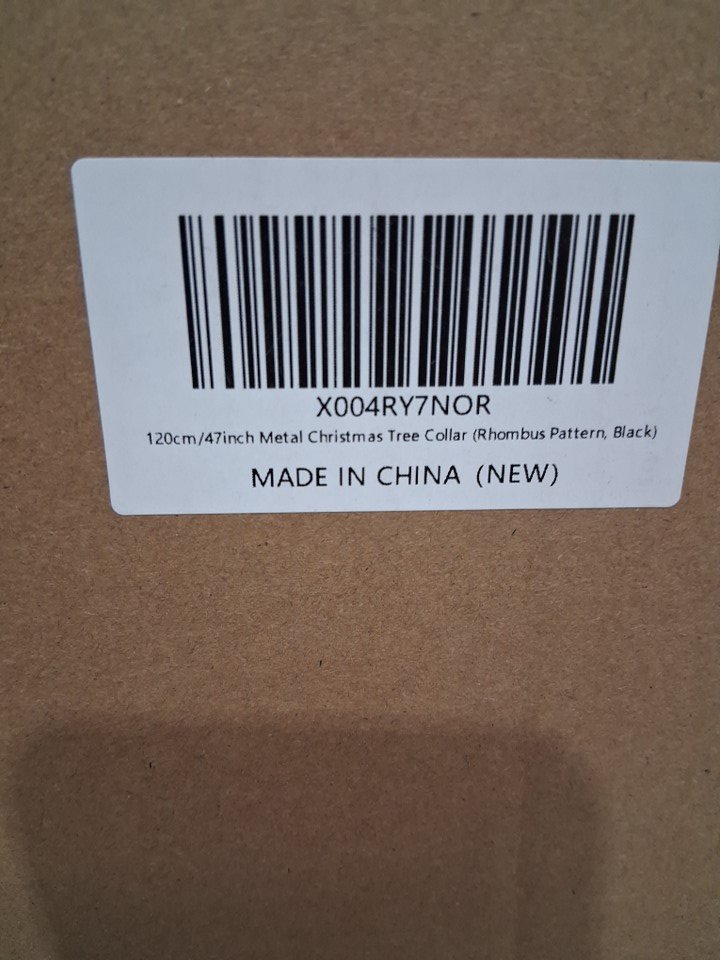 X004RY7NOR
120cm/47inch Metal Christmas Tree Collar (Rhombus Pattern, Black)
MADE IN CHINA (NEW)